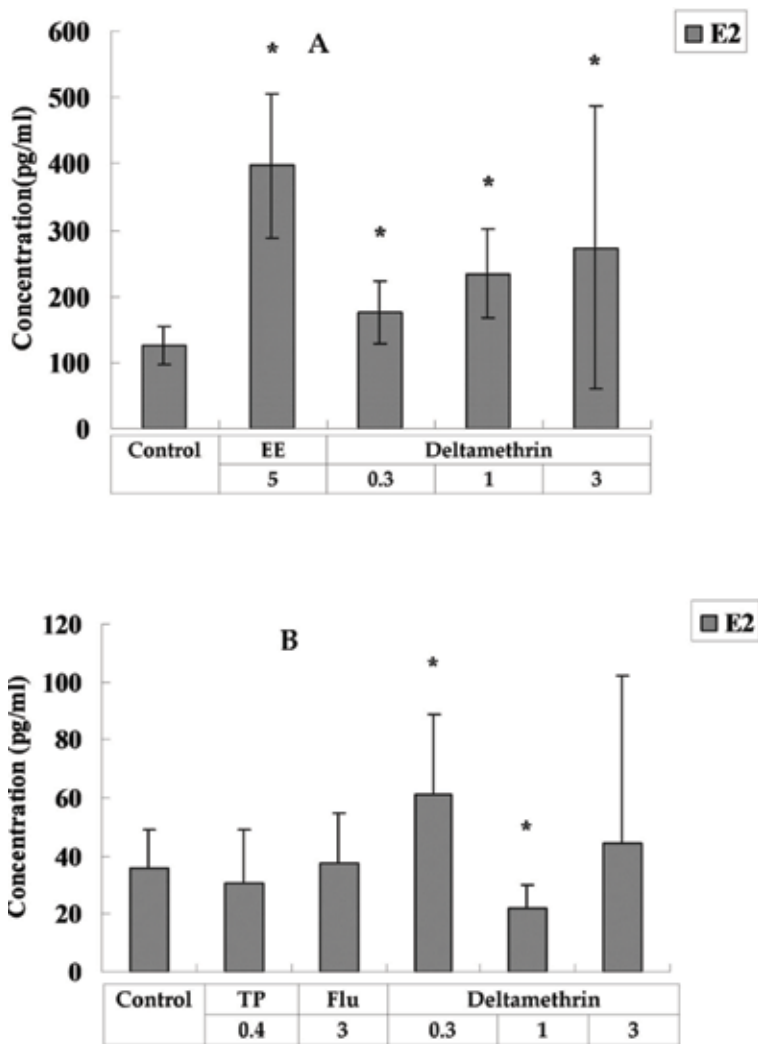 A
E2
Concentration(pg/ml)
600
500
400
300
200
100
0
* * * *
Control EE Deltamethrin
5 0.3 1 3
B
E2
Concentration (pg/ml)
120
100
80
60
40
20
0
* *
Control TP Flu Deltamethrin
0.4 3 0.3 1 3